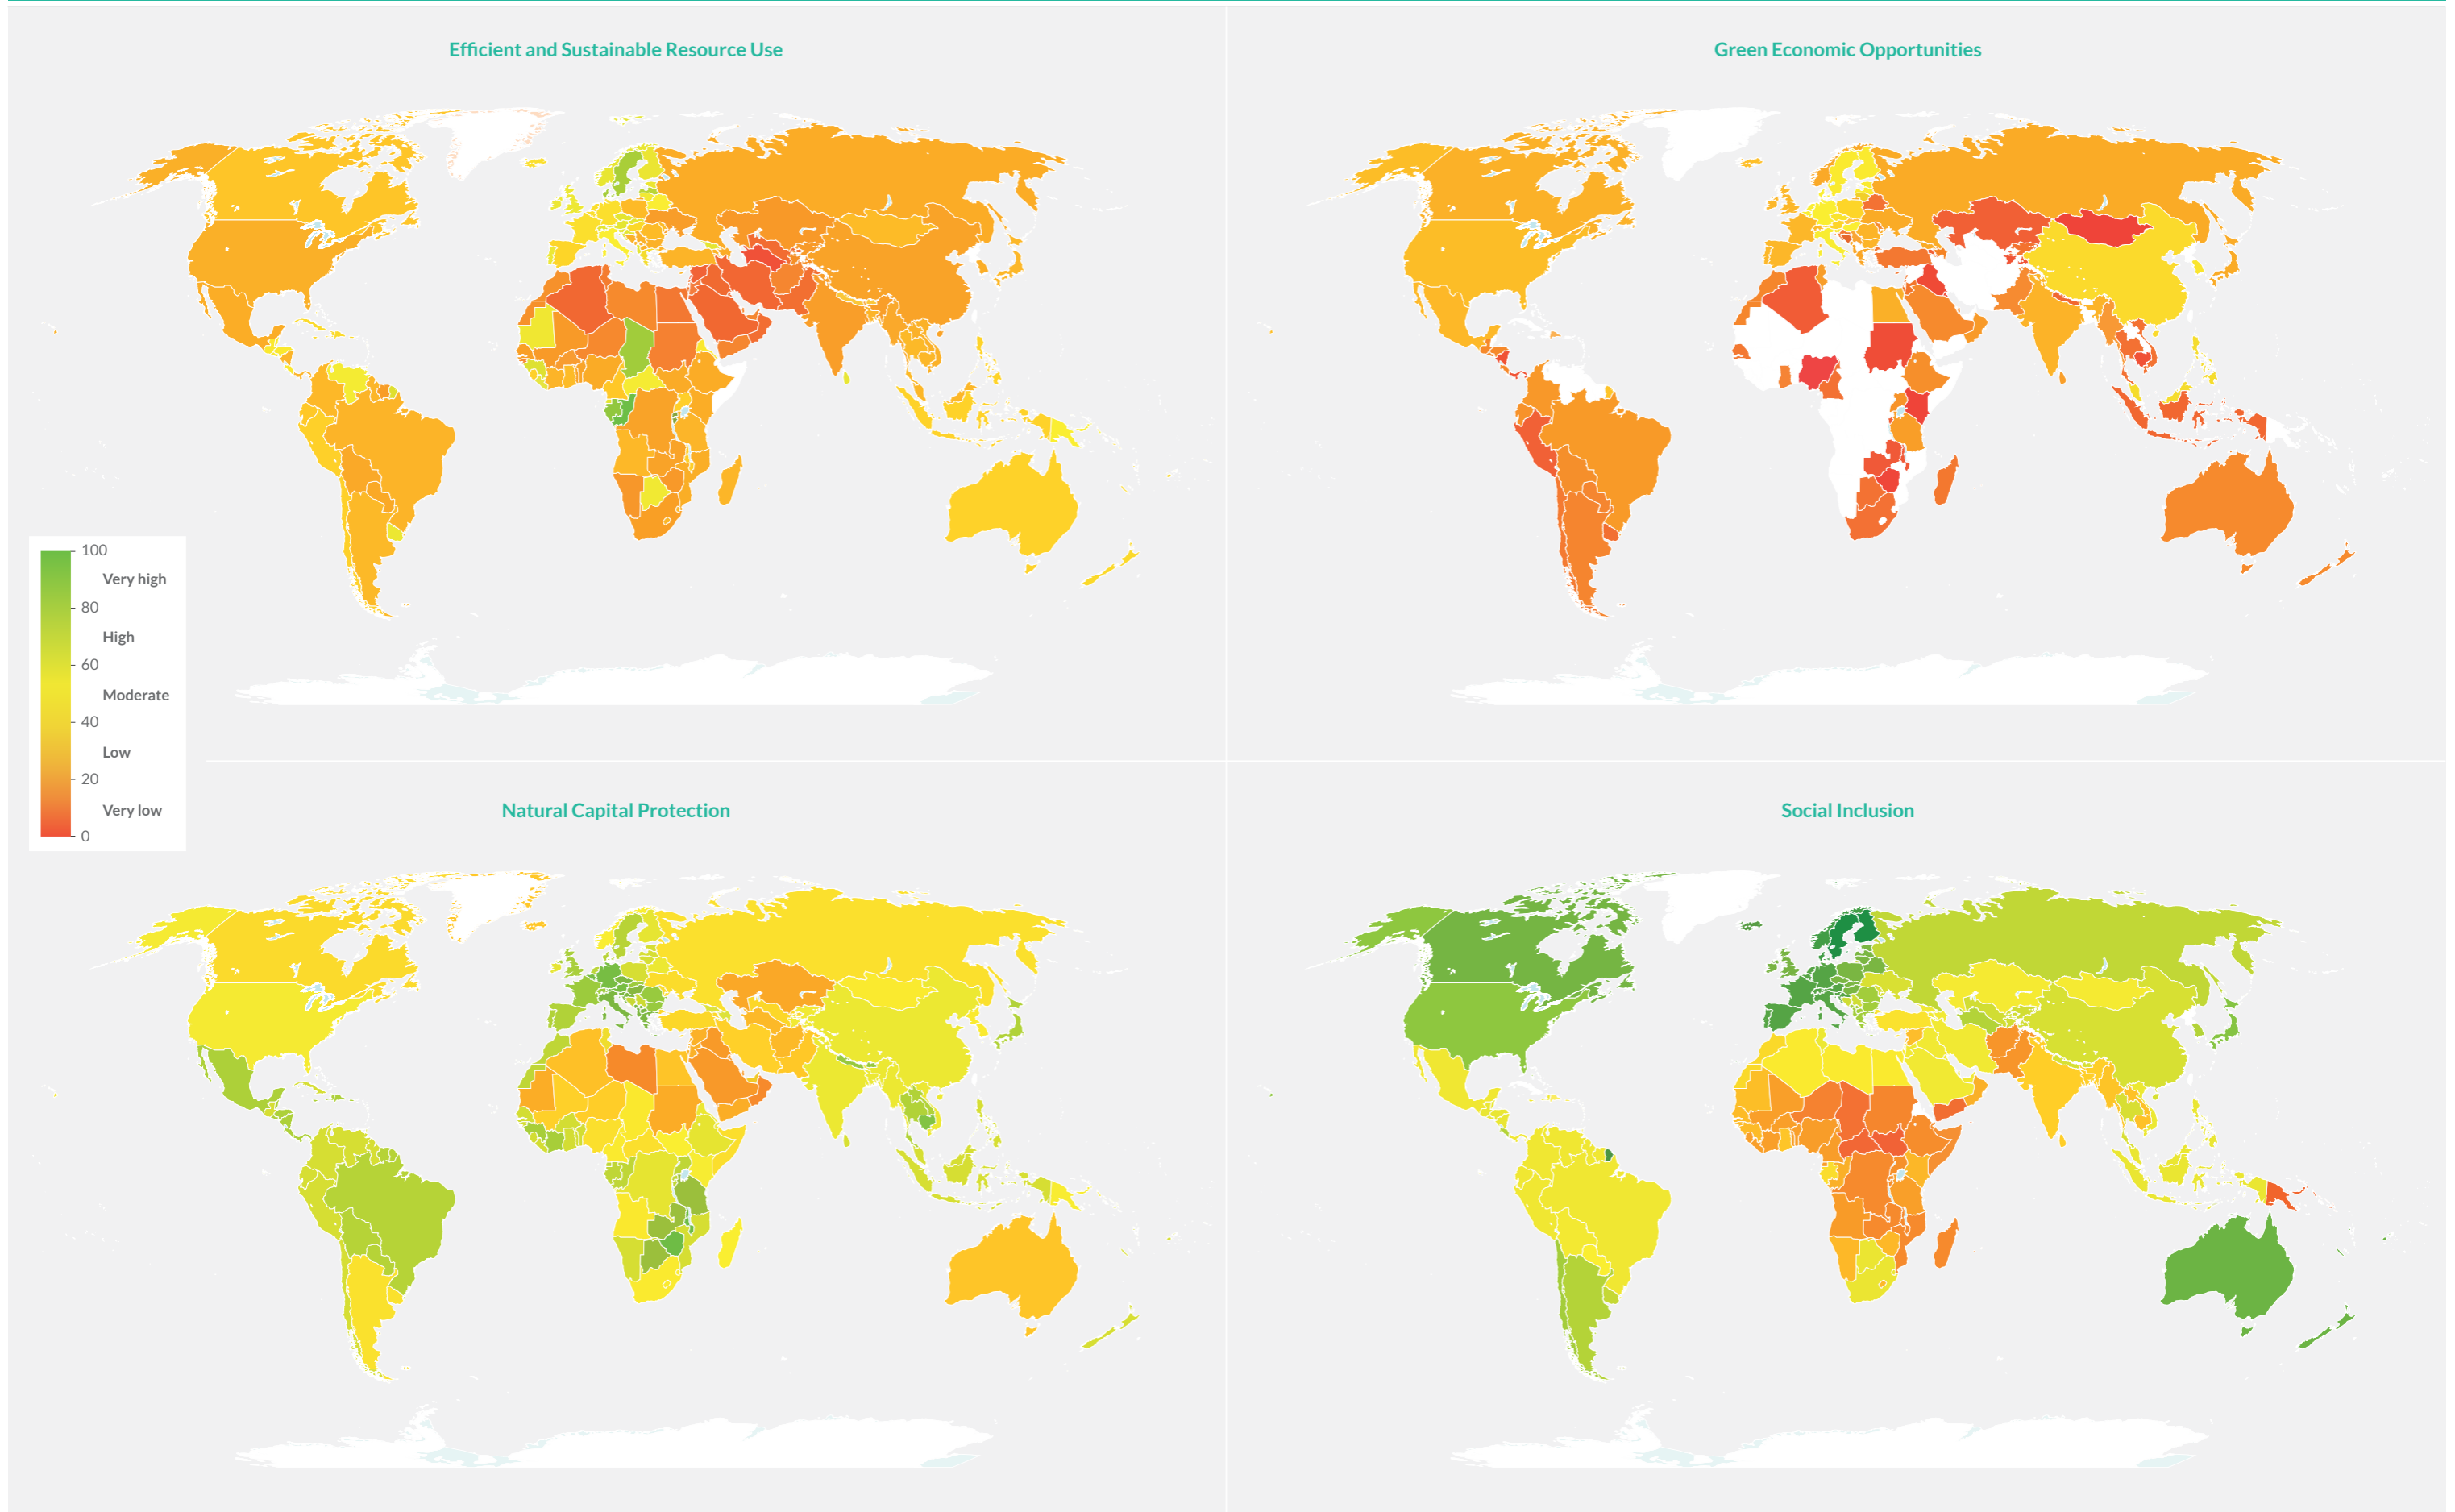 Efficient and Sustainable Resource Use
Green Economic Opportunities
100
Very high
80
High
60
Moderate
40
Low
20
Very low
0
Natural Capital Protection
Social Inclusion